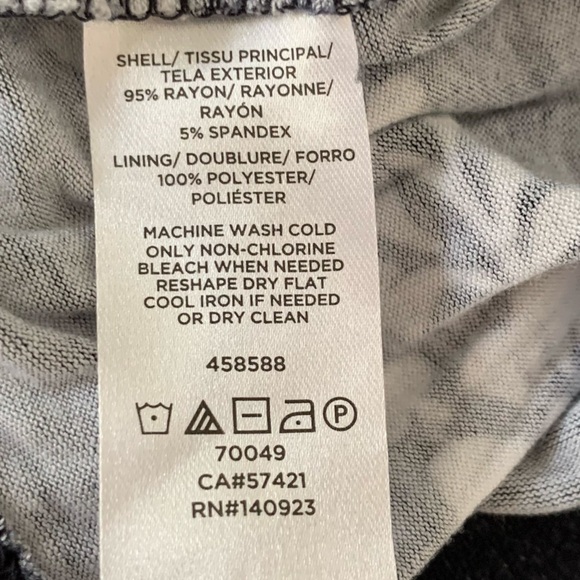 SHELL/ TISSU PRINCIPAL/
TELA EXTERIOR
95% RAYON/ RAYONNE/
RAYÓN
5% SPANDEX
LINING/ DOUBLURE/ FORRO
100% POLYESTER/
POLIÉSTER
MACHINE WASH COLD
ONLY NON-CHLORINE
BLEACH WHEN NEEDED
RESHAPE DRY FLAT
COOL IRON IF NEEDED
OR DRY CLEAN
458588
P
70049
CA#57421
RN#140923